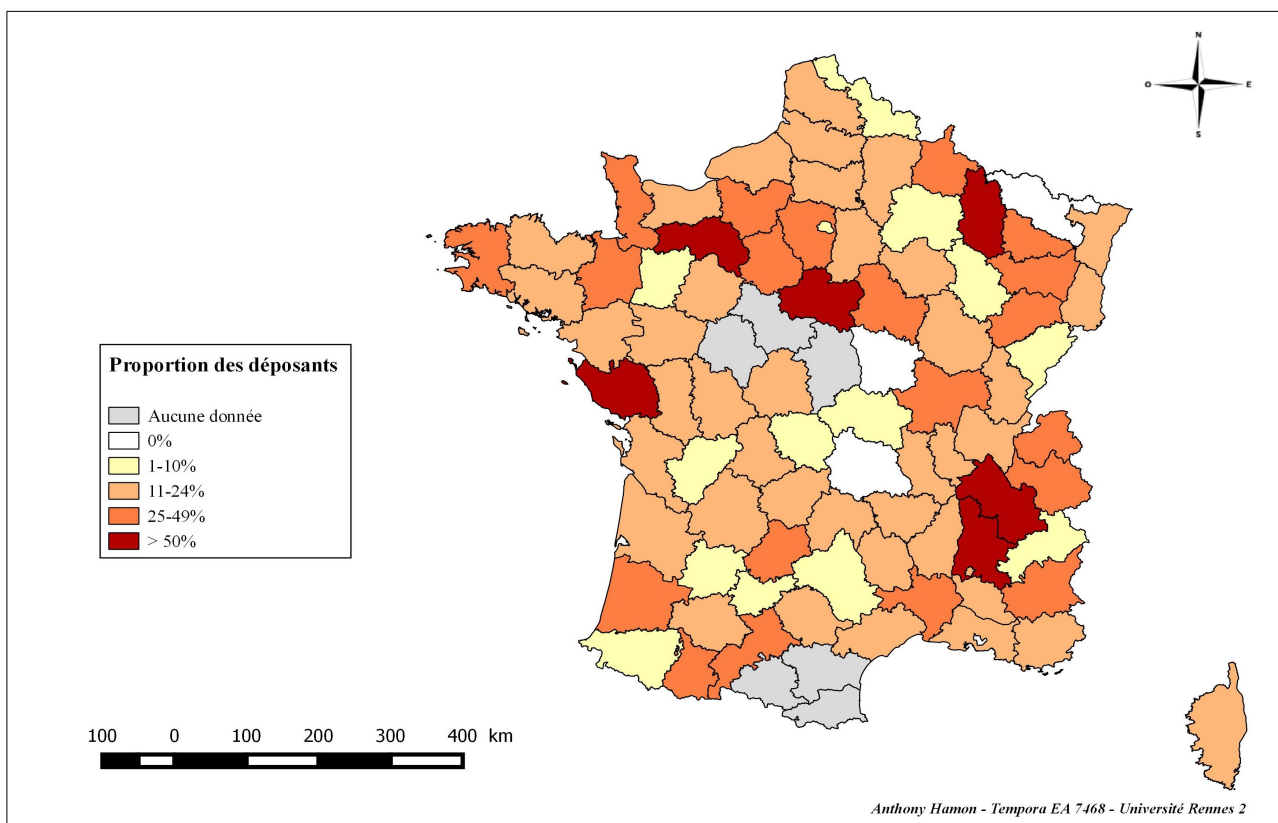 N
O
E
S
Proportion des déposants
Aucune donnée
0%
1-10%
11-24%
25-49%
> 50%
100 0 100 200 300 400 km
Anthony Hamon - Tempora EA 7468 - Université Rennes 2